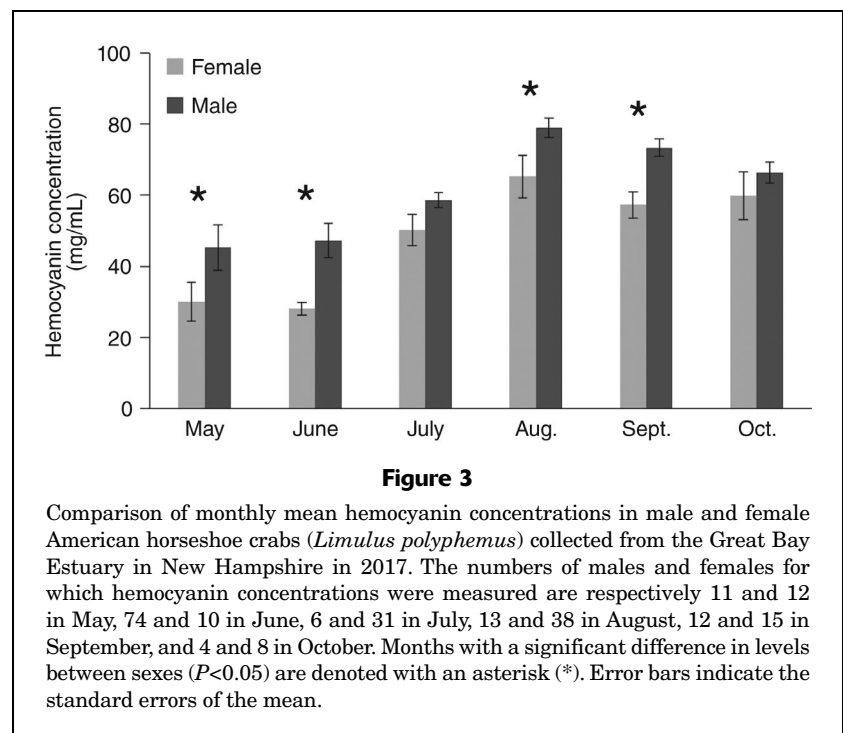 100
Female
Male
80
60
40
20
0
Hemocyanin concentration
(mg/mL)
* * * *
May June July Aug. Sept. Oct.
Figure 3
Comparison of monthly mean hemocyanin concentrations in male and female
American horseshoe crabs (Limulus polyphemus) collected from the Great Bay
Estuary in New Hampshire in 2017. The numbers of males and females for
which hemocyanin concentrations were measured are respectively 11 and 12
in May, 74 and 10 in June, 6 and 31 in July, 13 and 38 in August, 12 and 15 in
September, and 4 and 8 in October. Months with a significant difference in levels
between sexes (P<0.05) are denoted with an asterisk (*). Error bars indicate the
standard errors of the mean.